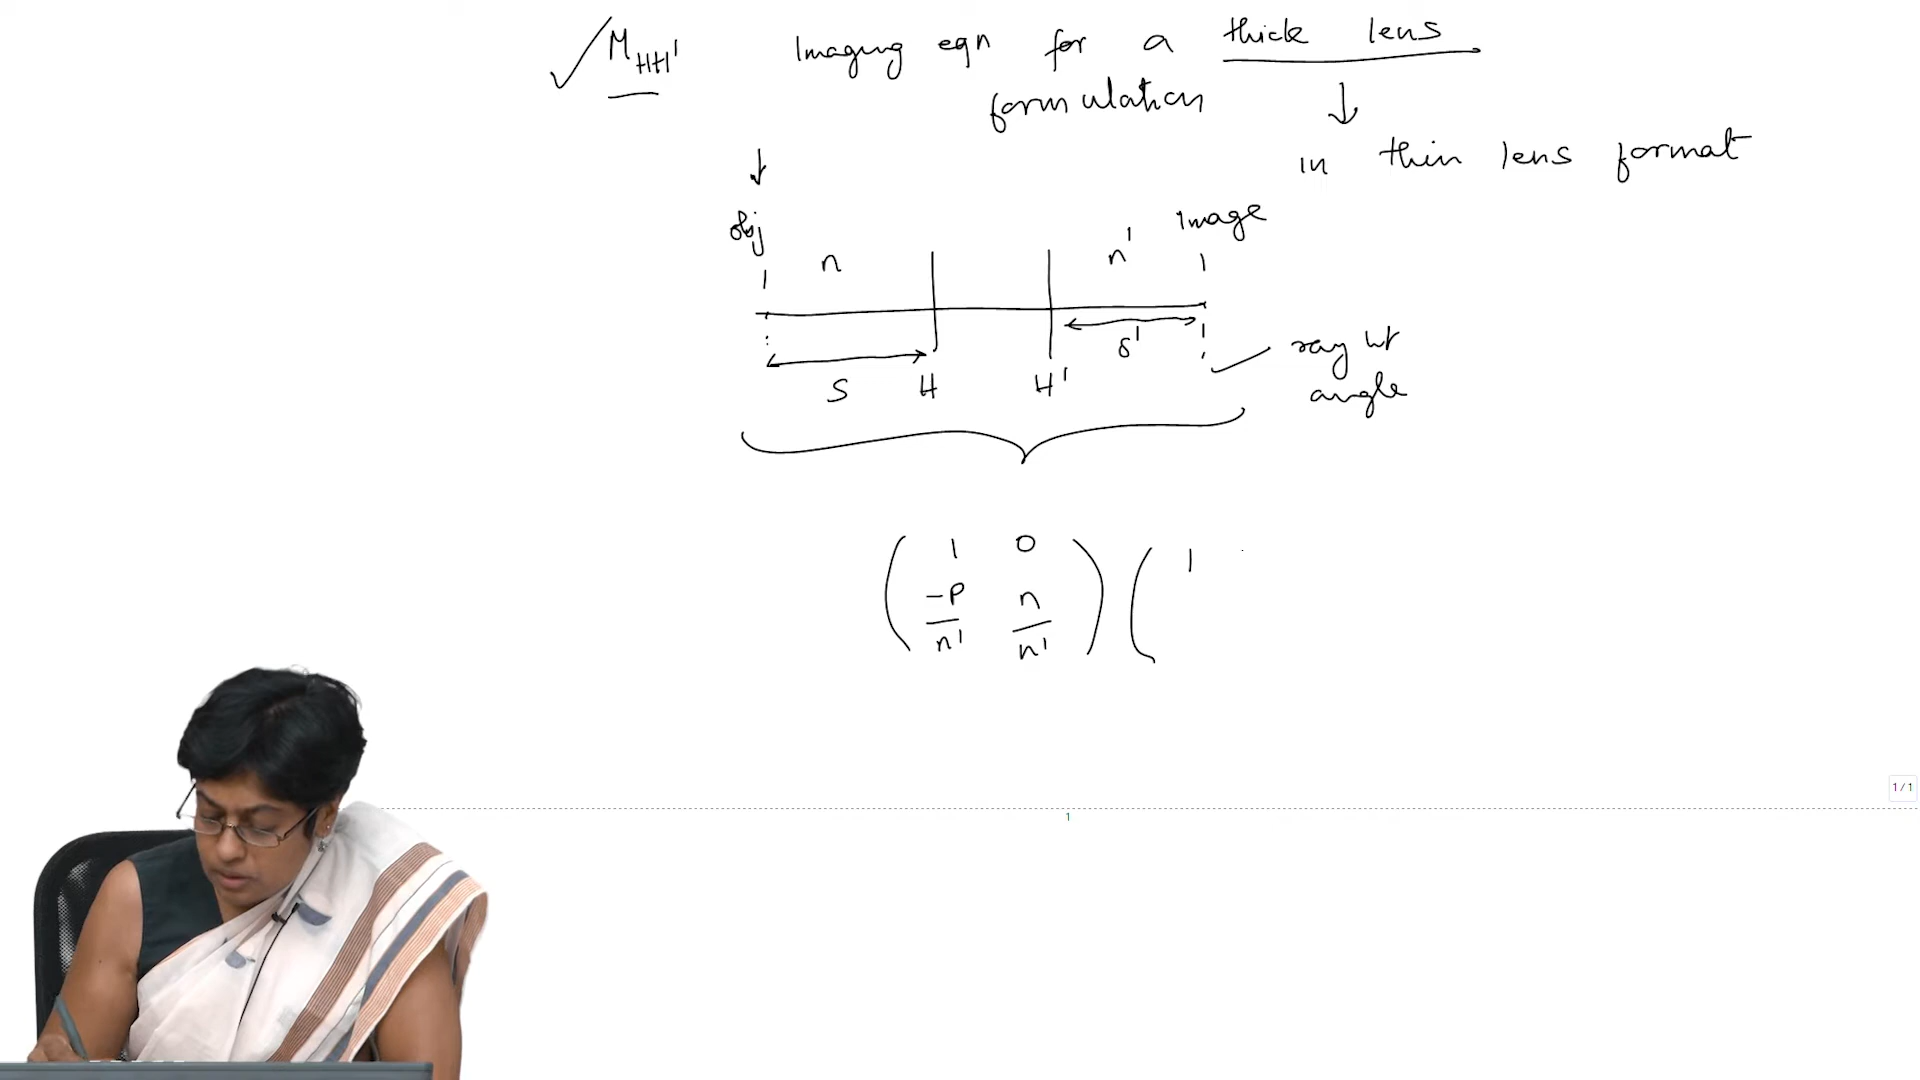 ✓ M_HH' Imaging eqn for a thick lens
formulation ↓
↓ in thin lens format
obj n n' Image
S H H' s' ray ht
angle
( 1 0 ) ( 1
-P/n' n/n'
1/1
1